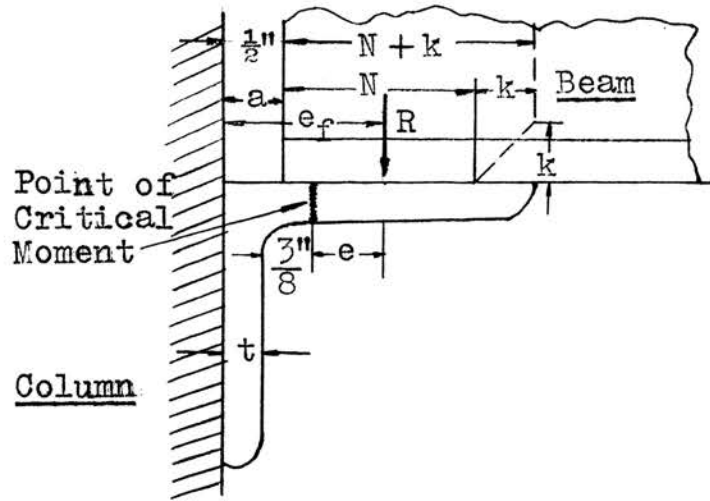 1/2" N + k
N k Beam
a
e_f R
k
Point of
Critical
Moment
3/8" e
t
Column